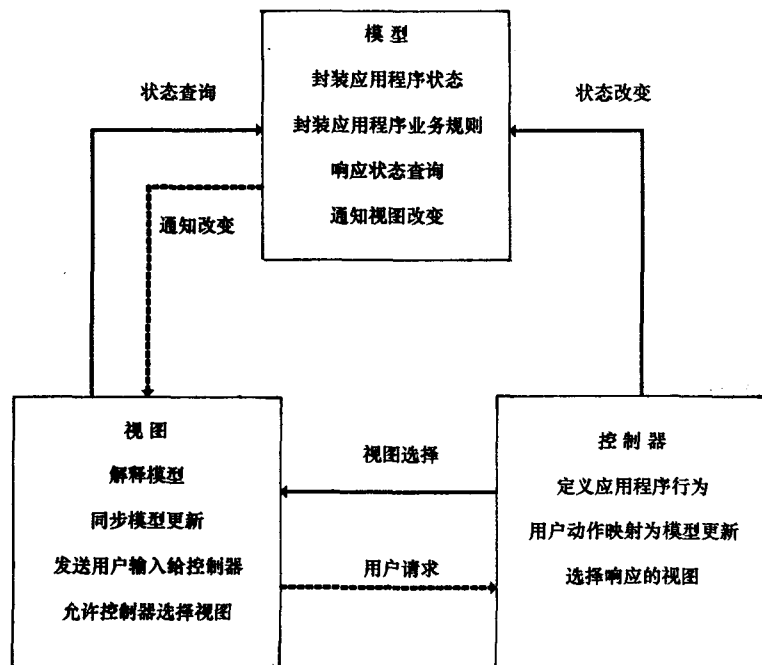 模 型
封装应用程序状态
封装应用程序业务规则
响应状态查询
通知视图改变
状态查询
状态改变
通知改变
视 图
解释模型
同步模型更新
发送用户输入给控制器
允许控制器选择视图
视图选择
用户请求
控 制 器
定义应用程序行为
用户动作映射为模型更新
选择响应的视图